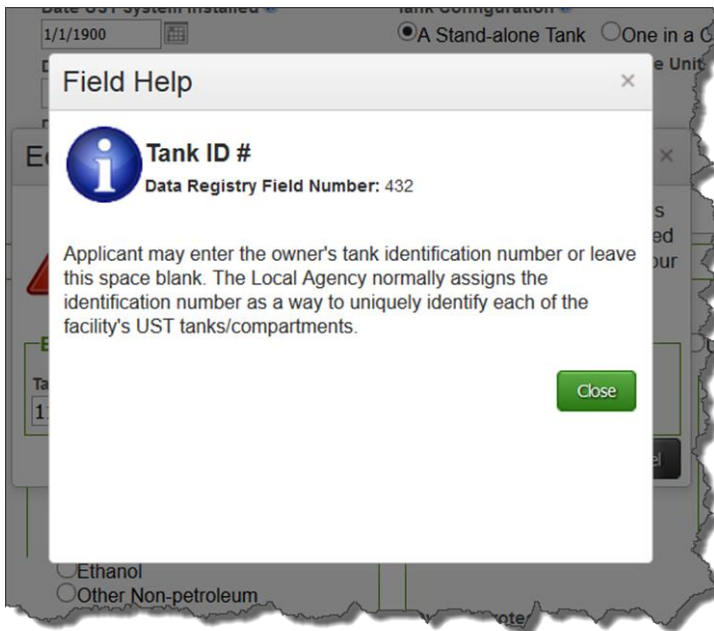 Date UST System Installed
Tank Configuration
1/1/1900
A Stand-alone Tank One in a
e Unit
Field Help
×
Tank ID #
Data Registry Field Number: 432
Applicant may enter the owner's tank identification number or leave
this space blank. The Local Agency normally assigns the
identification number as a way to uniquely identify each of the
facility's UST tanks/compartments.
Close
×
s
ed
our
Ta
Ethanol
Other Non-petroleum